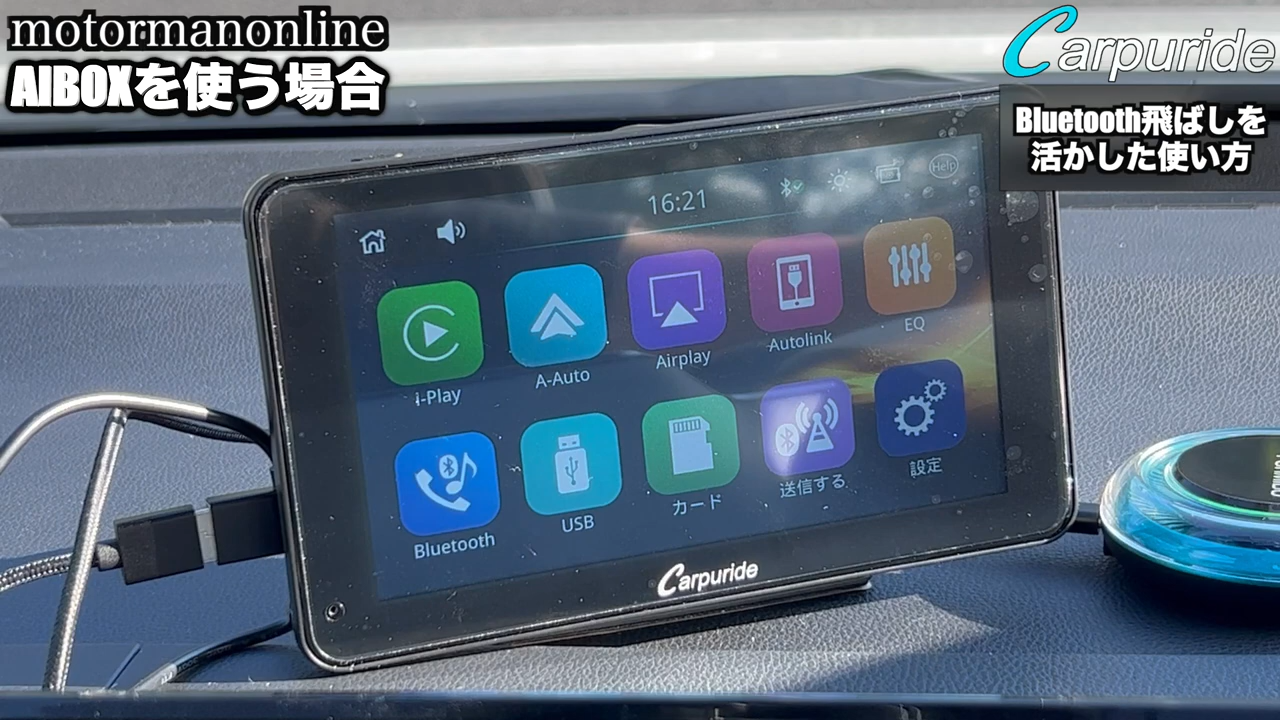 motormanonline
AIBOXを使う場合
Carpuride
Bluetooth飛ばしを
活かした使い方
16:21
Help
i-Play
A-Auto
Airplay
Autolink
EQ
Bluetooth
USB
カード
送信する
設定
Carpuride